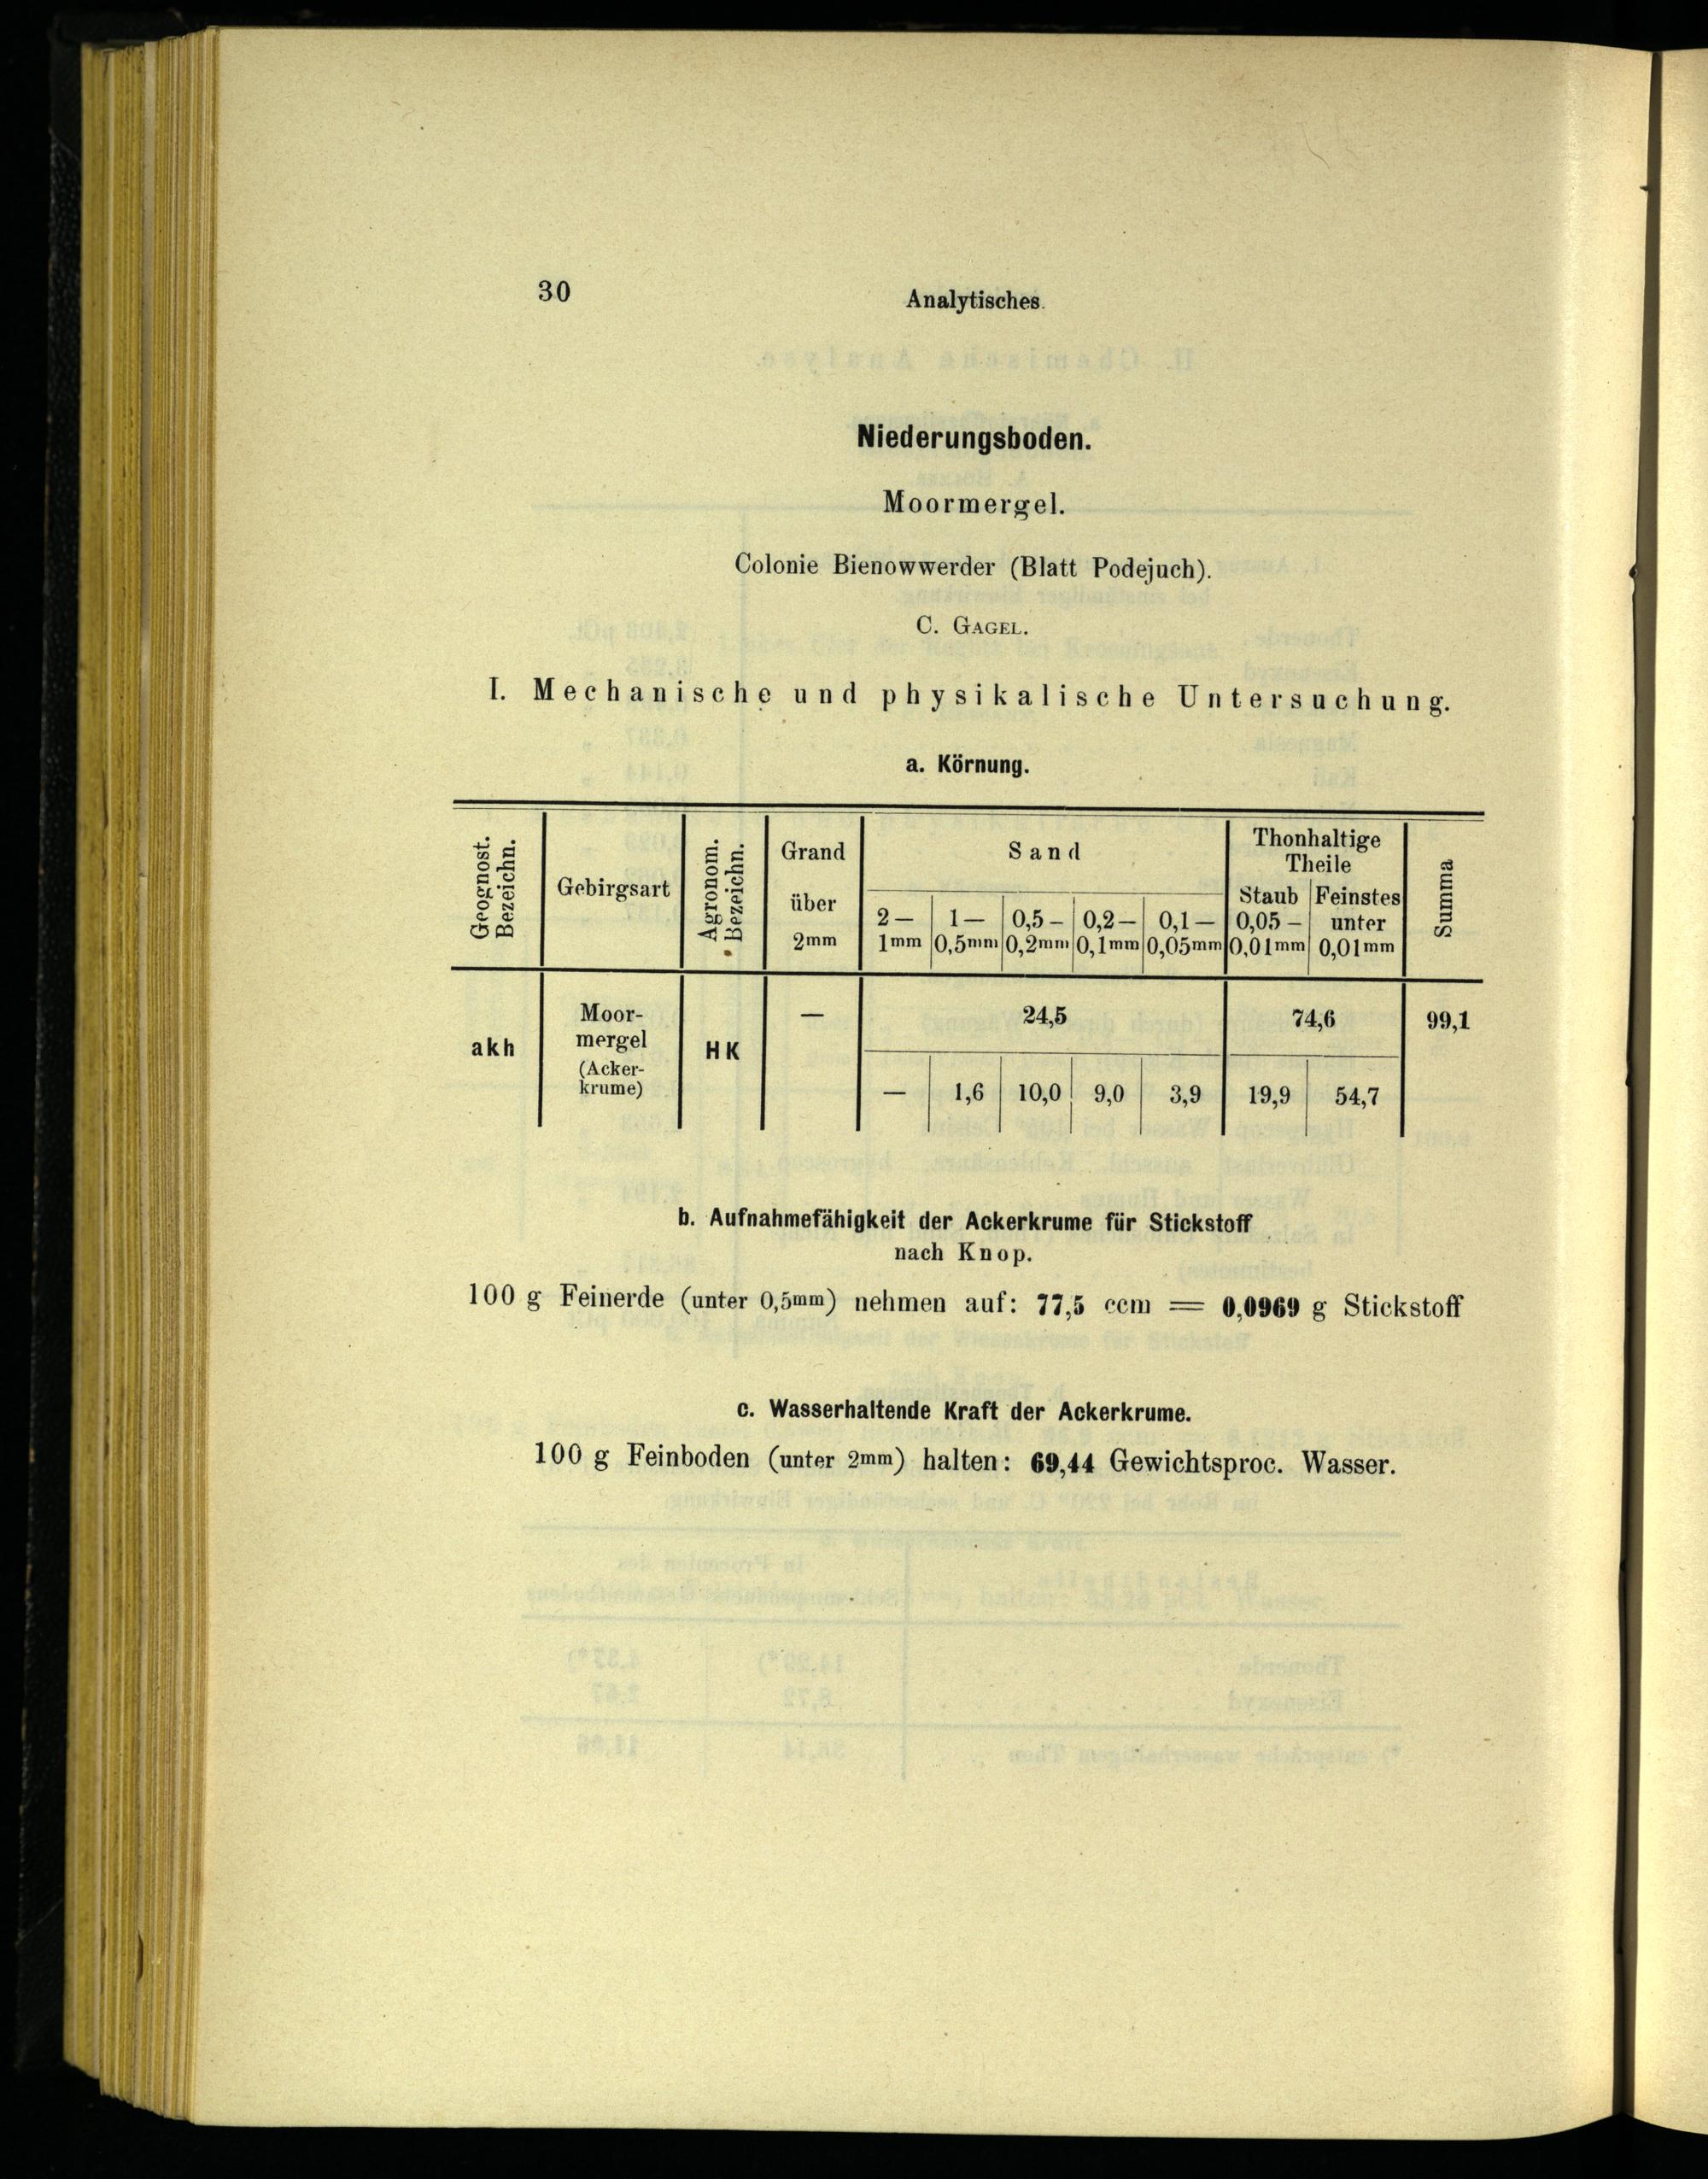 30
Analytisches.
Niederungsboden.
Moormergel.
Colonie Bienowwerder (Blatt Podejuch).
C. GAGEL.
I. Mechanische und physikalische Untersuchung.
a. Körnung.
Geognost. Bezeichn.
Gebirgsart
Agronom. Bezeichn.
Grand über 2mm
Sand
2— 1mm
1— 0,5mm
0,5— 0,2mm
0,2— 0,1mm
0,1— 0,05mm
Thonhaltige Theile
Staub 0,05— 0,01mm
Feinstes unter 0,01mm
Summa
akh
Moor-
mergel
(Acker-
krume)
HK
—
24,5
74,6
99,1
— 1,6 10,0 9,0 3,9 19,9 54,7
b. Aufnahmefähigkeit der Ackerkrume für Stickstoff
nach Knop.
100 g Feinerde (unter 0,5mm) nehmen auf: 77,5 ccm = 0,0969 g Stickstoff
c. Wasserhaltende Kraft der Ackerkrume.
100 g Feinboden (unter 2mm) halten: 69,44 Gewichtsproc. Wasser.